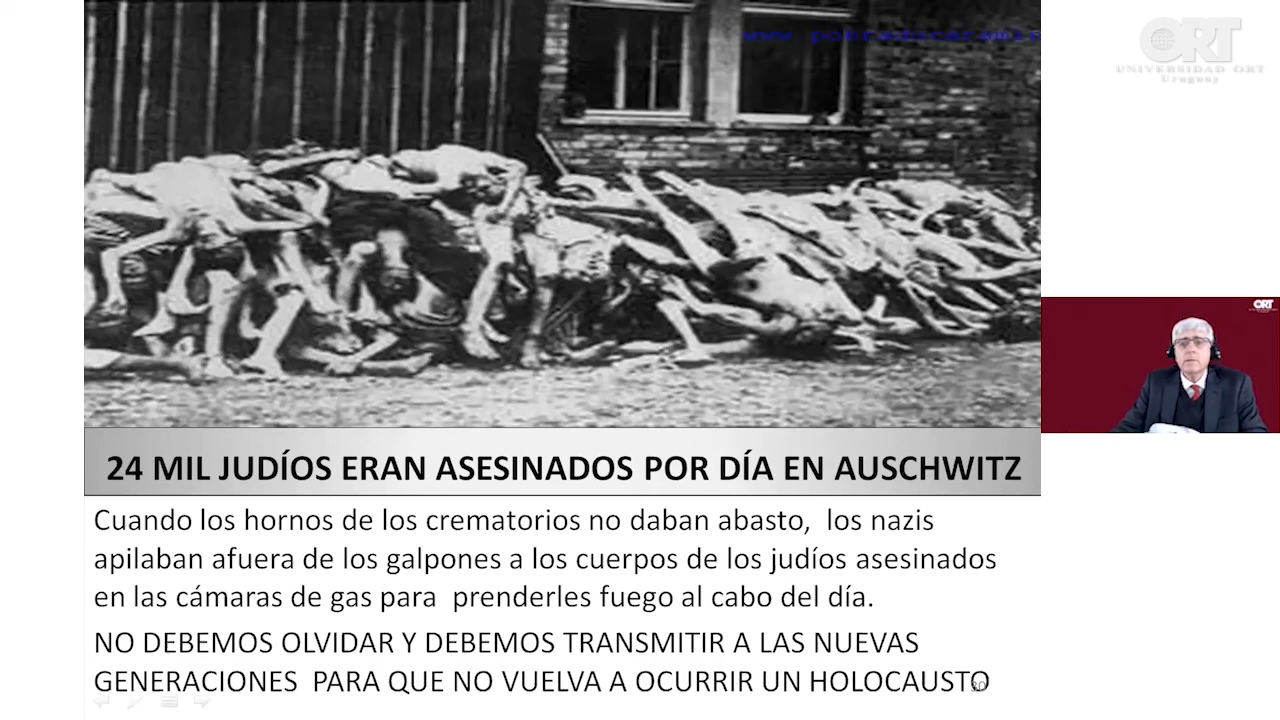 ORT
UNIVERSIDAD ORT
Uruguay
ORT
24 MIL JUDÍOS ERAN ASESINADOS POR DÍA EN AUSCHWITZ
Cuando los hornos de los crematorios no daban abasto, los nazis
apilaban afuera de los galpones a los cuerpos de los judíos asesinados
en las cámaras de gas para prenderles fuego al cabo del día.
NO DEBEMOS OLVIDAR Y DEBEMOS TRANSMITIR A LAS NUEVAS
GENERACIONES PARA QUE NO VUELVA A OCURRIR UN HOLOCAUSTO